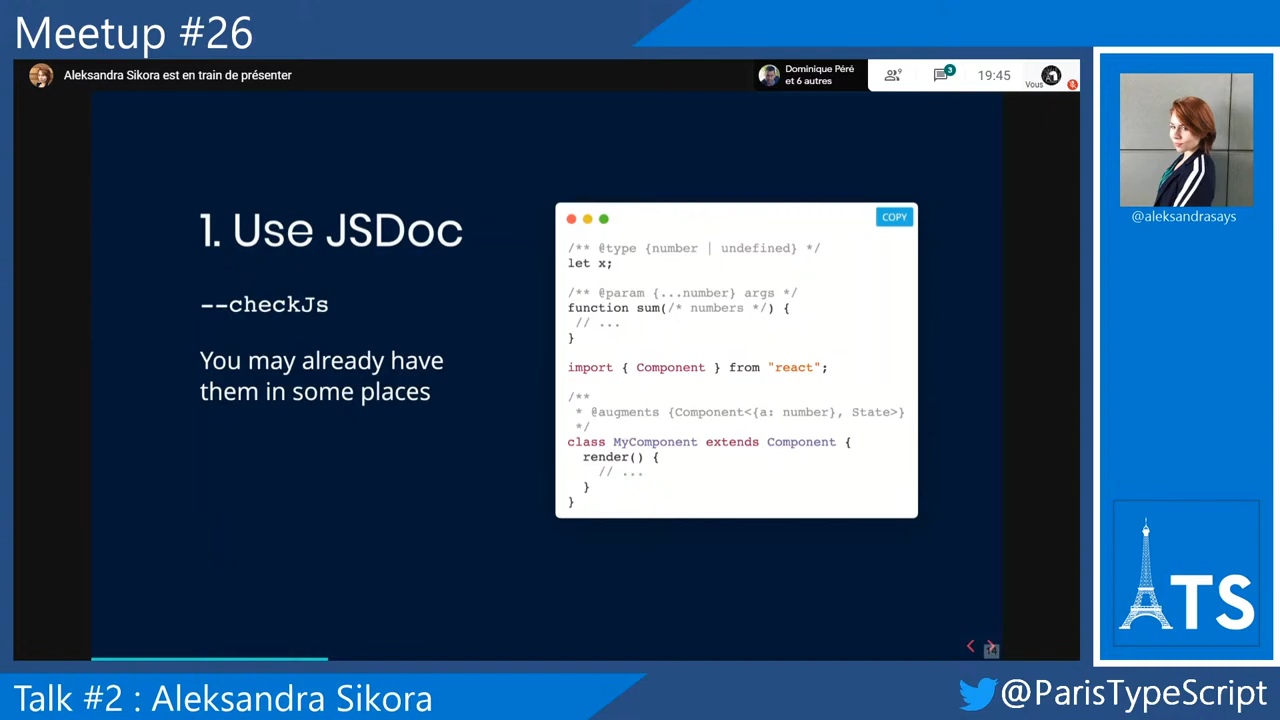 Meetup #26
Aleksandra Sikora est en train de présenter
Dominique Péré
et 6 autres
9
3
19:45
Vous
1. Use JSDoc
--checkJs
You may already have
them in some places
COPY
/** @type {number | undefined} */
let x;
/** @param {...number} args */
function sum(/* numbers */) {
// ...
}
import { Component } from "react";
/**
* @augments {Component<{a: number}, State>}
*/
class MyComponent extends Component {
render() {
// ...
}
}
14
@aleksandrasays
TS
Talk #2 : Aleksandra Sikora
@ParisTypeScript